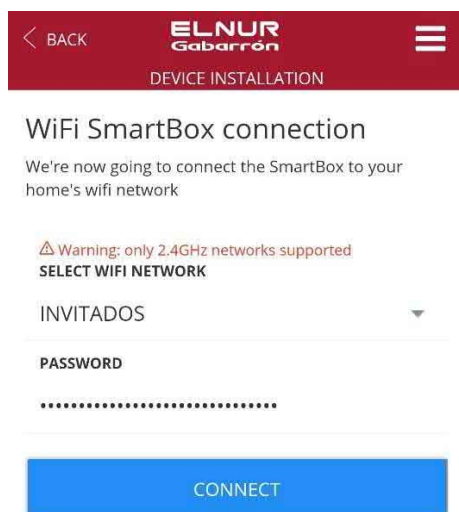 < BACK
ELNUR
Gabarrón
DEVICE INSTALLATION
WiFi SmartBox connection
We're now going to connect the SmartBox to your
home's wifi network
Warning: only 2.4GHz networks supported
SELECT WIFI NETWORK
INVITADOS
PASSWORD
•••••••••••••••••••••••••••••••
CONNECT